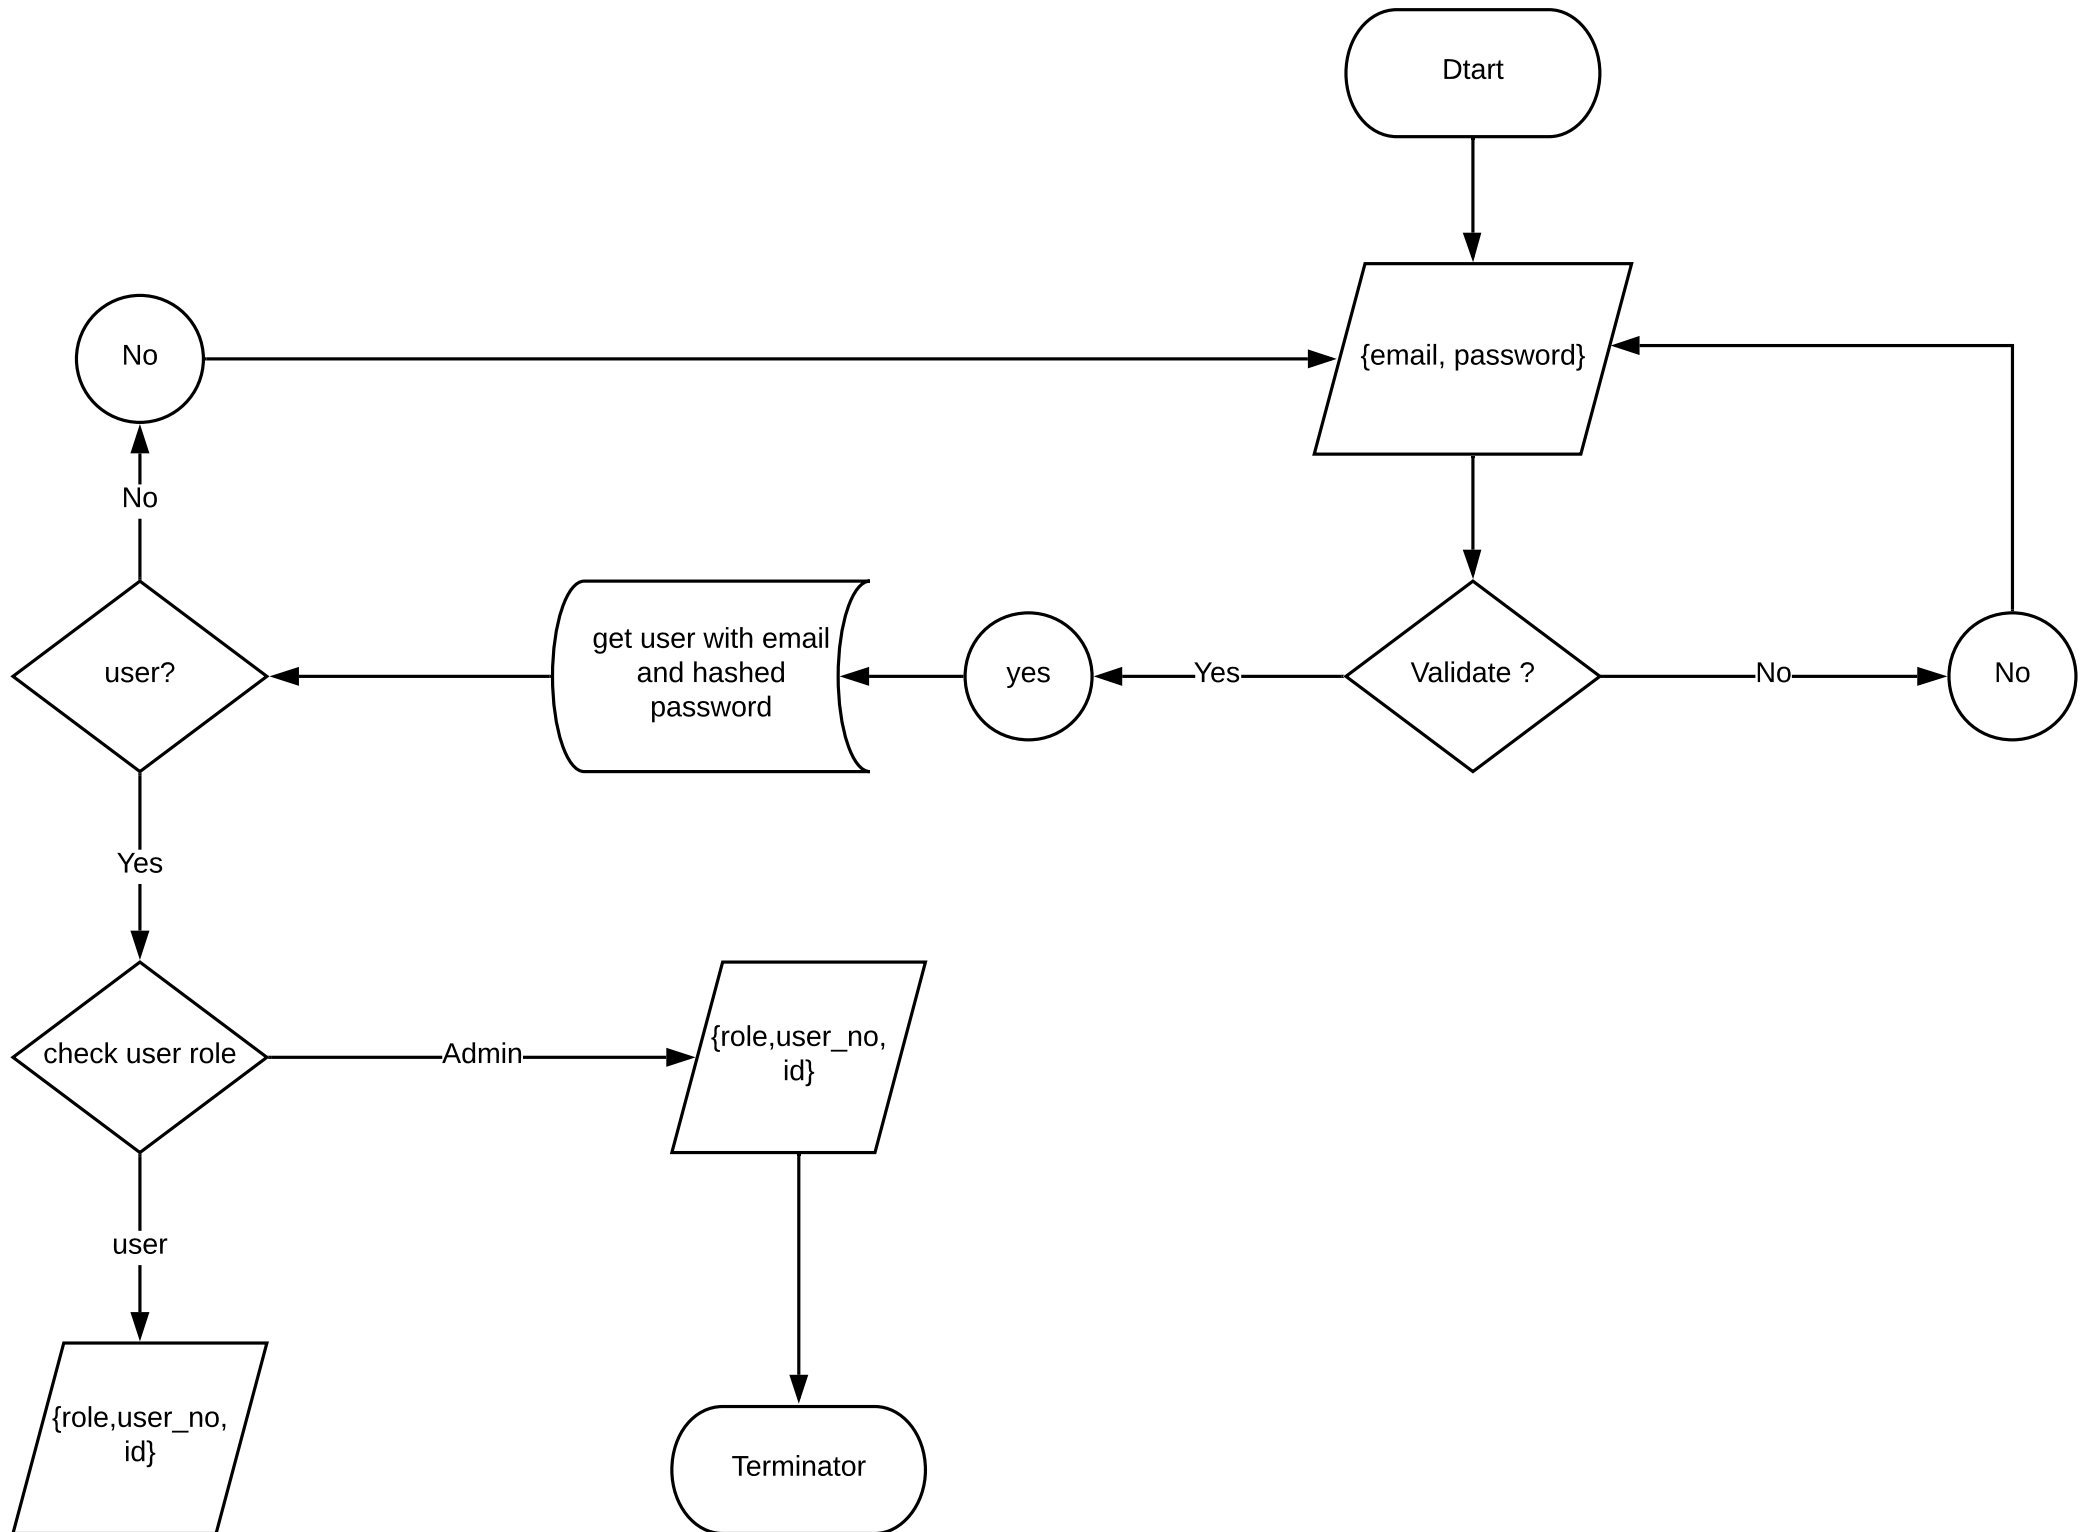 Dtart
No
{email, password}
No
user?
get user with email
and hashed
password
yes
Yes
Validate ?
No
No
Yes
check user role
Admin
{role,user_no,
id}
user
{role,user_no,
id}
Terminator